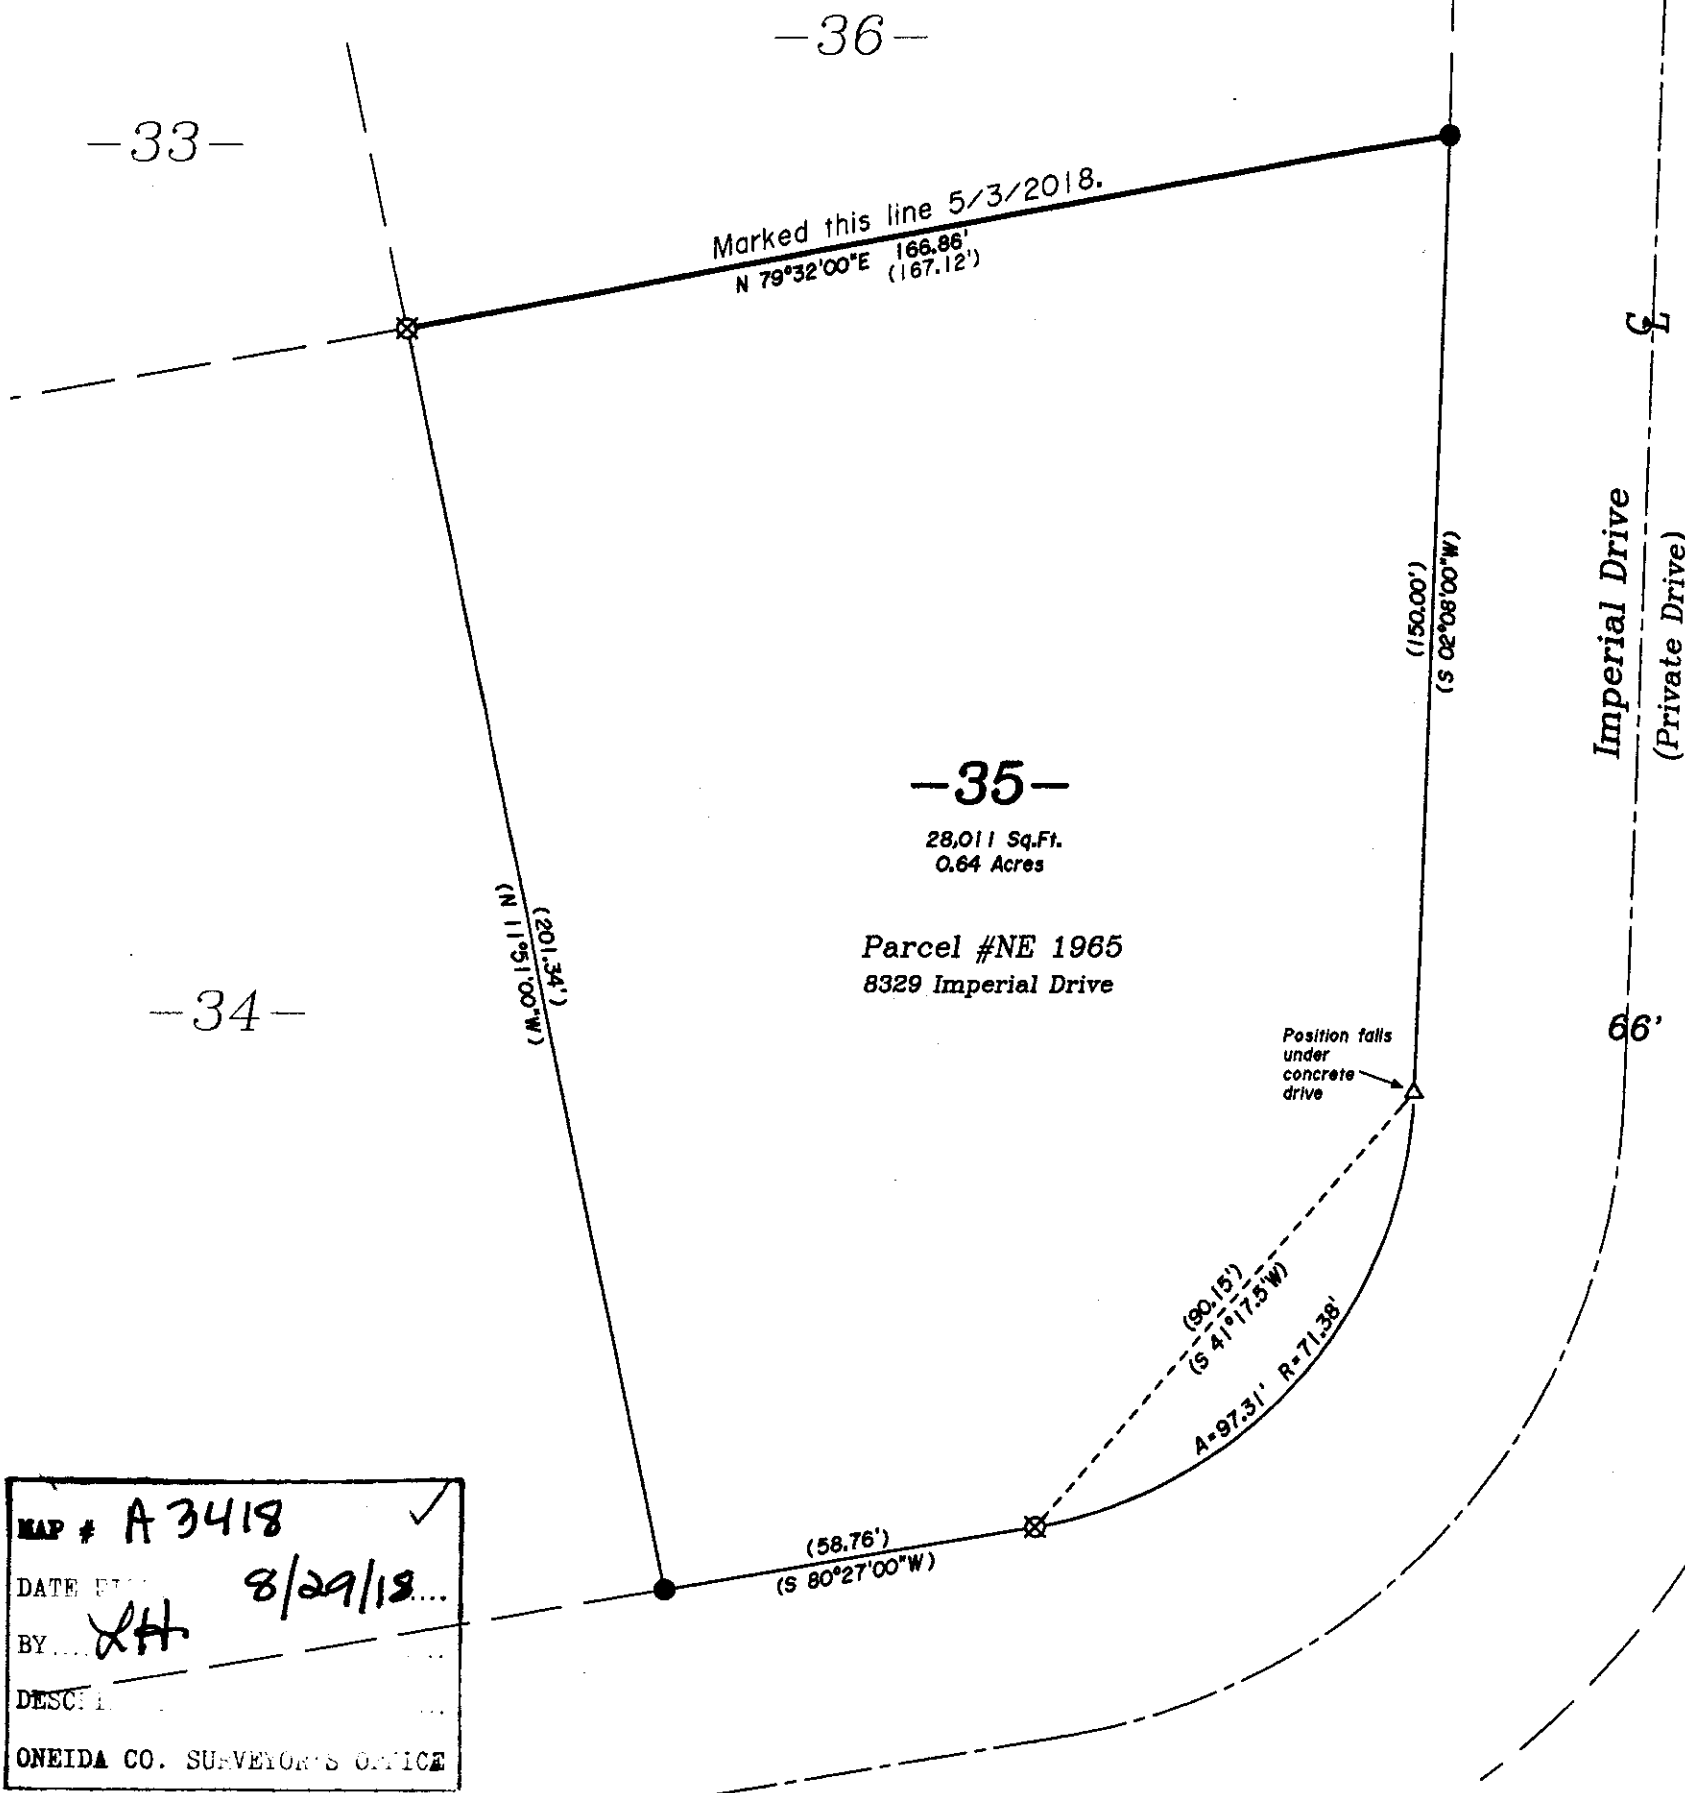 -36-
-33-
Marked this line 5/3/2018.
N 79°32'00"E 166.86'
(167.12')
℄
(150.00')
(S 02°08'00"W)
Imperial Drive
(Private Drive)
-35-
28,011 Sq.Ft.
0.64 Acres
(201.34')
(N 11°51'00"W)
Parcel #NE 1965
8329 Imperial Drive
-34-
66'
Position falls
under
concrete
drive
(90.15')
(S 41°17.5'W)
A=97.31' R=71.38'
(58.76')
(S 80°27'00"W)
MAP # A 3418 ✓
DATE 8/29/18....
BY.... LH
ONEIDA CO. SURVEYOR'S OFFICE